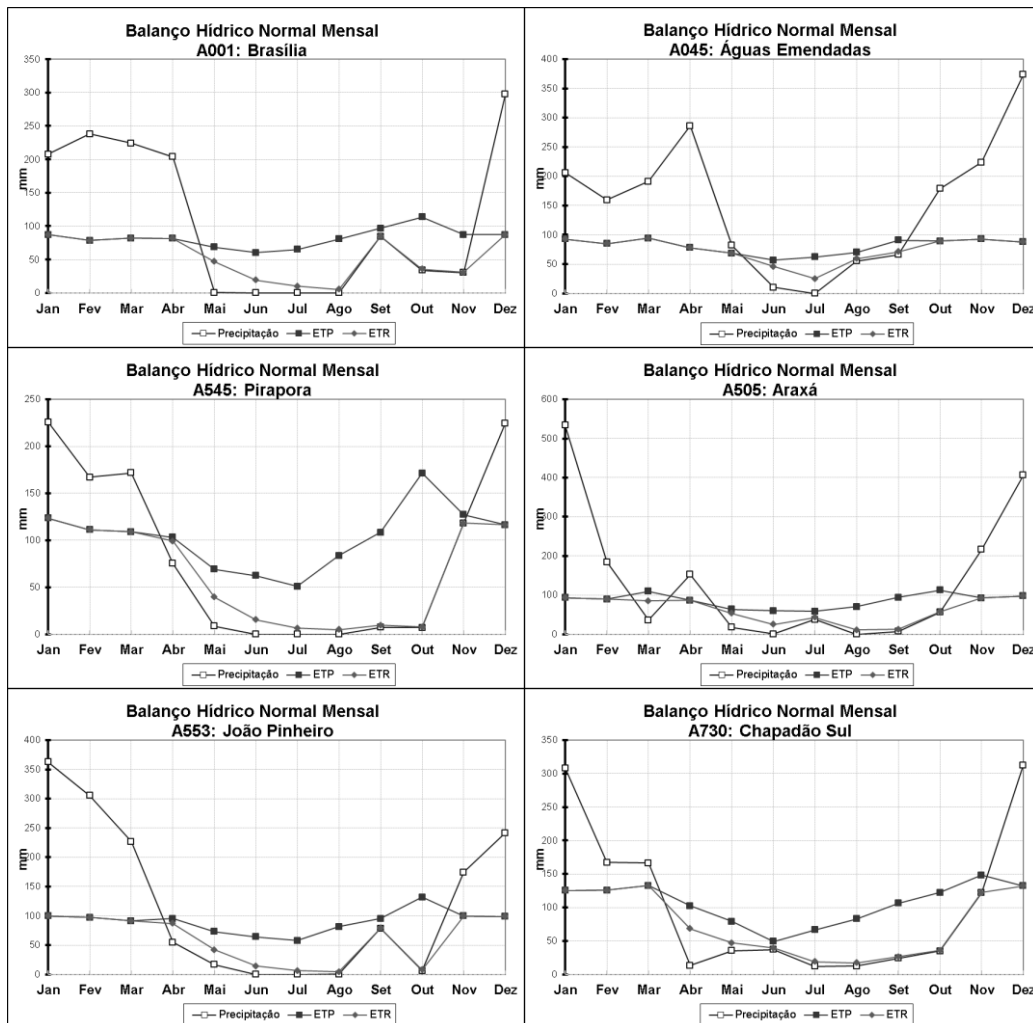 Balanço Hídrico Normal Mensal
A001: Brasília
350
300
250
200
150
100
50
0
mm
Jan Fev Mar Abr Mai Jun Jul Ago Set Out Nov Dez
Precipitação ETP ETR
Balanço Hídrico Normal Mensal
A045: Águas Emendadas
400
350
300
250
200
150
100
50
0
mm
Jan Fev Mar Abr Mai Jun Jul Ago Set Out Nov Dez
Precipitação ETP ETR
Balanço Hídrico Normal Mensal
A545: Pirapora
250
200
150
100
50
0
mm
Jan Fev Mar Abr Mai Jun Jul Ago Set Out Nov Dez
Precipitação ETP ETR
Balanço Hídrico Normal Mensal
A505: Araxá
600
500
400
300
200
100
0
mm
Jan Fev Mar Abr Mai Jun Jul Ago Set Out Nov Dez
Precipitação ETP ETR
Balanço Hídrico Normal Mensal
A553: João Pinheiro
400
350
300
250
200
150
100
50
0
mm
Jan Fev Mar Abr Mai Jun Jul Ago Set Out Nov Dez
Precipitação ETP ETR
Balanço Hídrico Normal Mensal
A730: Chapadão Sul
350
300
250
200
150
100
50
0
mm
Jan Fev Mar Abr Mai Jun Jul Ago Set Out Nov Dez
Precipitação ETP ETR